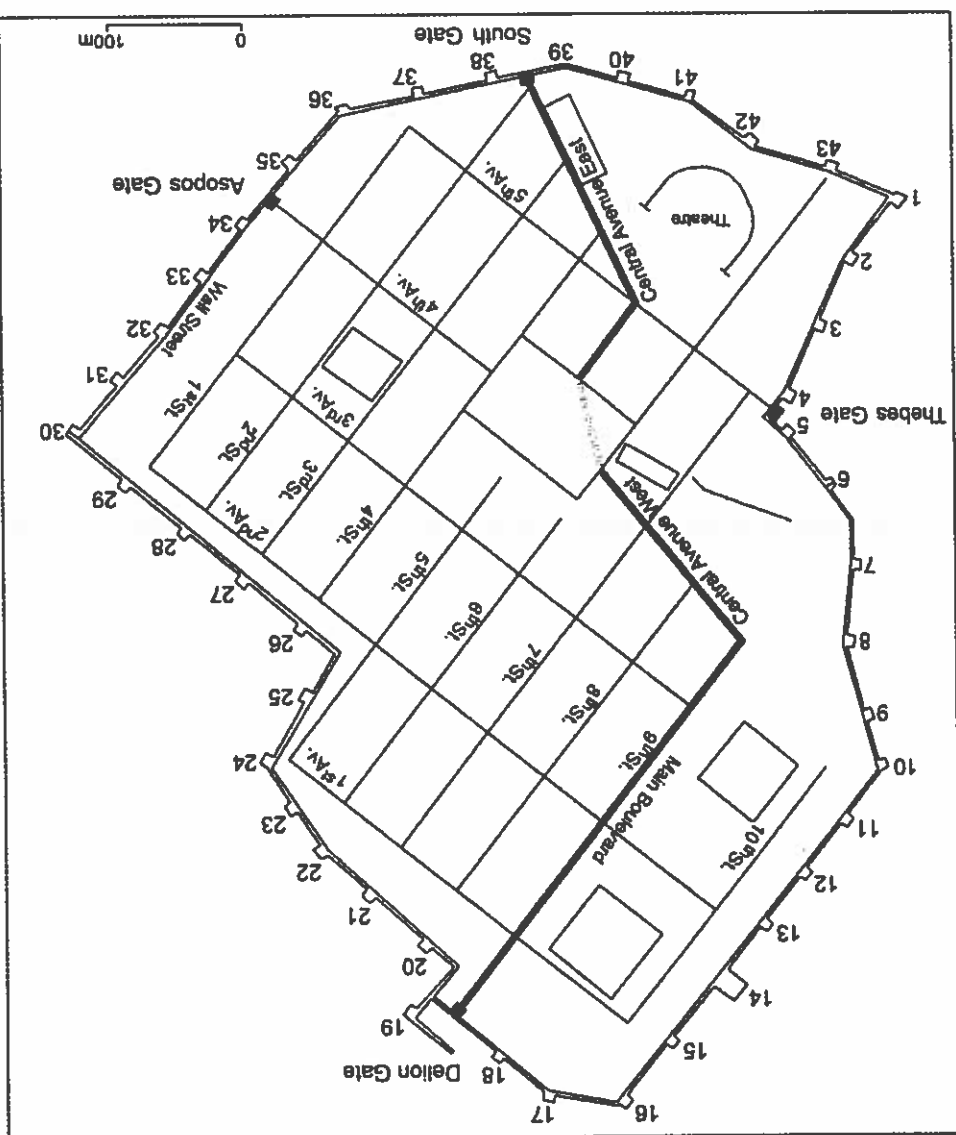 16
17
18
Delion Gate
15
19
14
20
13
21
12
22
10th St.
11
23
Main Boulevard
10
1st Av.
24
9th St.
9
8th St.
25
7th St.
8
26
6th St.
Central Avenue West
27
7
5th St.
28
4th St.
2nd Av.
6
29
3rd St.
5
30
2nd St.
Thebes Gate
4
3rd Av.
1st St.
31
3
Wall Street
32
4th Av.
33
2
Central Avenue East
Theatre
34
1
5th Av.
Asopos Gate
43
35
42
41
36
40
37
39
38
South Gate
0
100m